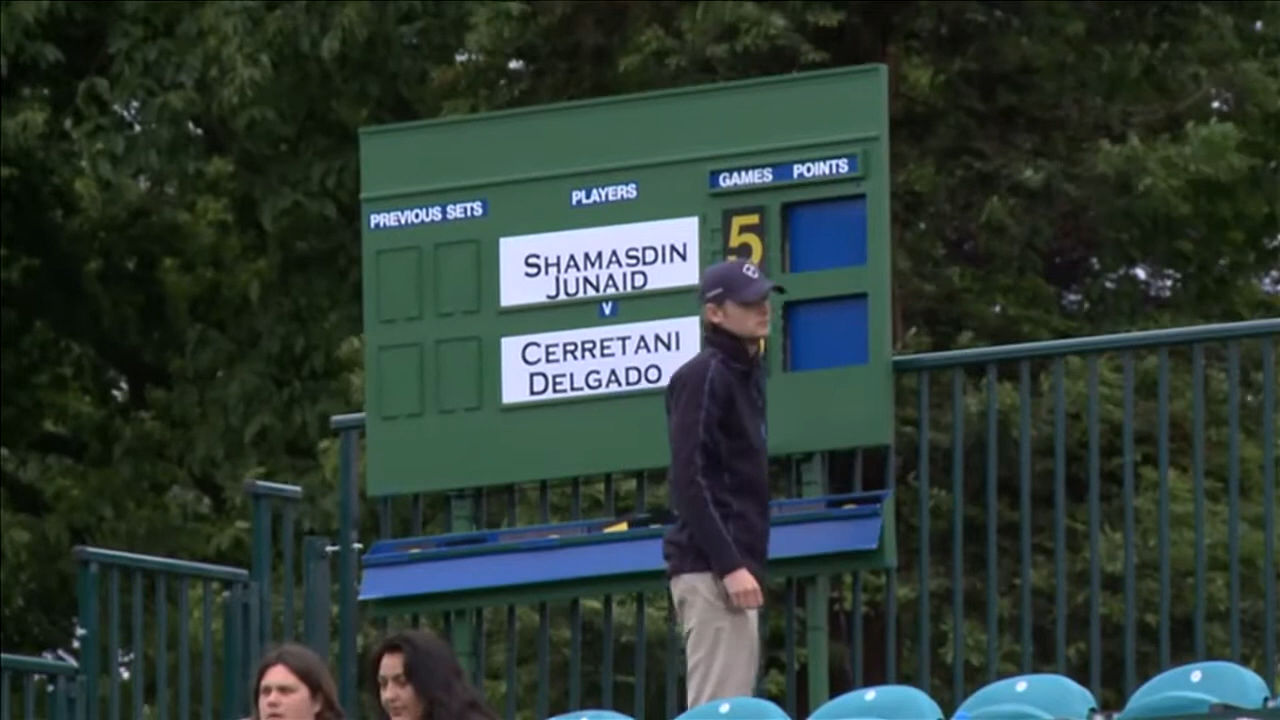 PREVIOUS SETS
PLAYERS
GAMES POINTS
SHAMASDIN
JUNAID
5
V
CERRETANI
DELGADO